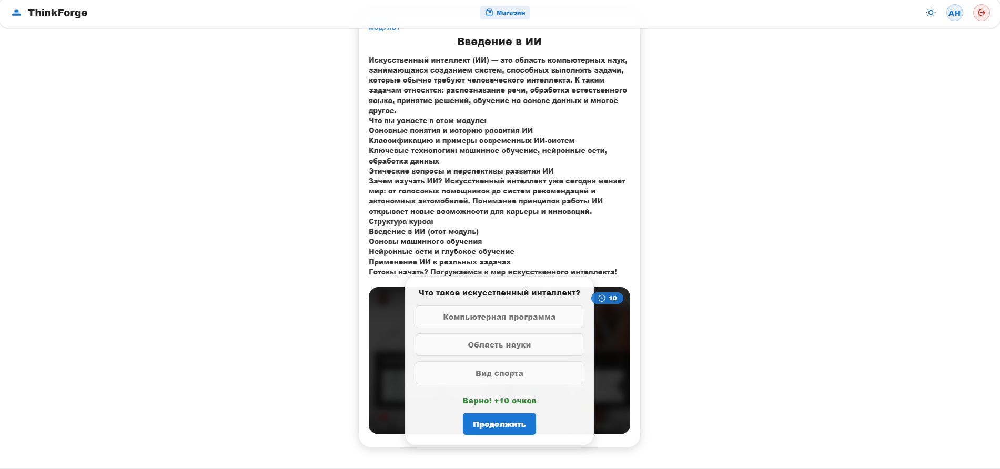 ThinkForge
Магазин
АН
Введение в ИИ
Искусственный интеллект (ИИ) — это область компьютерных наук,
занимающаяся созданием систем, способных выполнять задачи,
которые обычно требуют человеческого интеллекта. К таким
задачам относятся: распознавание речи, обработка естественного
языка, принятие решений, обучение на основе данных и многое
другое.
Что вы узнаете в этом модуле:
Основные понятия и историю развития ИИ
Классификацию и примеры современных ИИ-систем
Ключевые технологии: машинное обучение, нейронные сети,
обработка данных
Этические вопросы и перспективы развития ИИ
Зачем изучать ИИ? Искусственный интеллект уже сегодня меняет
мир: от голосовых помощников до систем рекомендаций и
автономных автомобилей. Понимание принципов работы ИИ
открывает новые возможности для карьеры и инноваций.
Структура курса:
Введение в ИИ (этот модуль)
Основы машинного обучения
Нейронные сети и глубокое обучение
Применение ИИ в реальных задачах
Готовы начать? Погружаемся в мир искусственного интеллекта!
Что такое искусственный интеллект?
10
Компьютерная программа
Область науки
Вид спорта
Верно! +10 очков
Продолжить